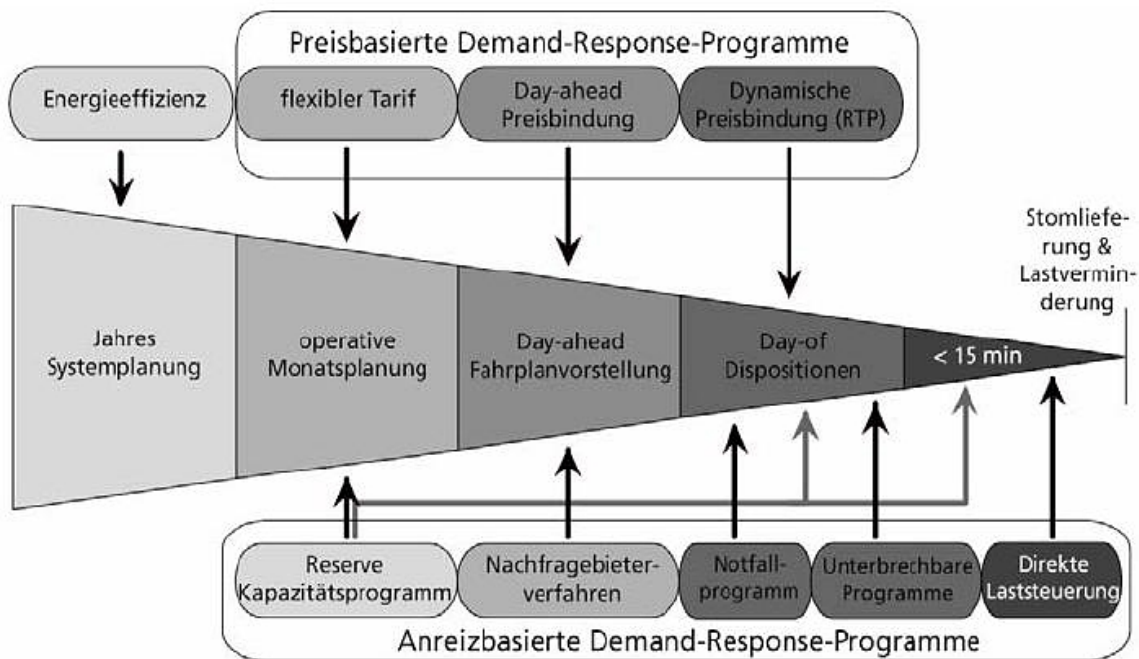 Preisbasierte Demand-Response-Programme
Energieeffizienz
flexibler Tarif
Day-ahead
Preisbindung
Dynamische
Preisbindung (RTP)
Stomliefe-
rung &
Lastvermin-
derung
Jahres
Systemplanung
operative
Monatsplanung
Day-ahead
Fahrplanvorstellung
Day-of
Dispositionen
< 15 min
Reserve
Kapazitätsprogramm
Nachfragebieter-
verfahren
Notfall-
programm
Unterbrechbare
Programme
Direkte
Laststeuerung
Anreizbasierte Demand-Response-Programme